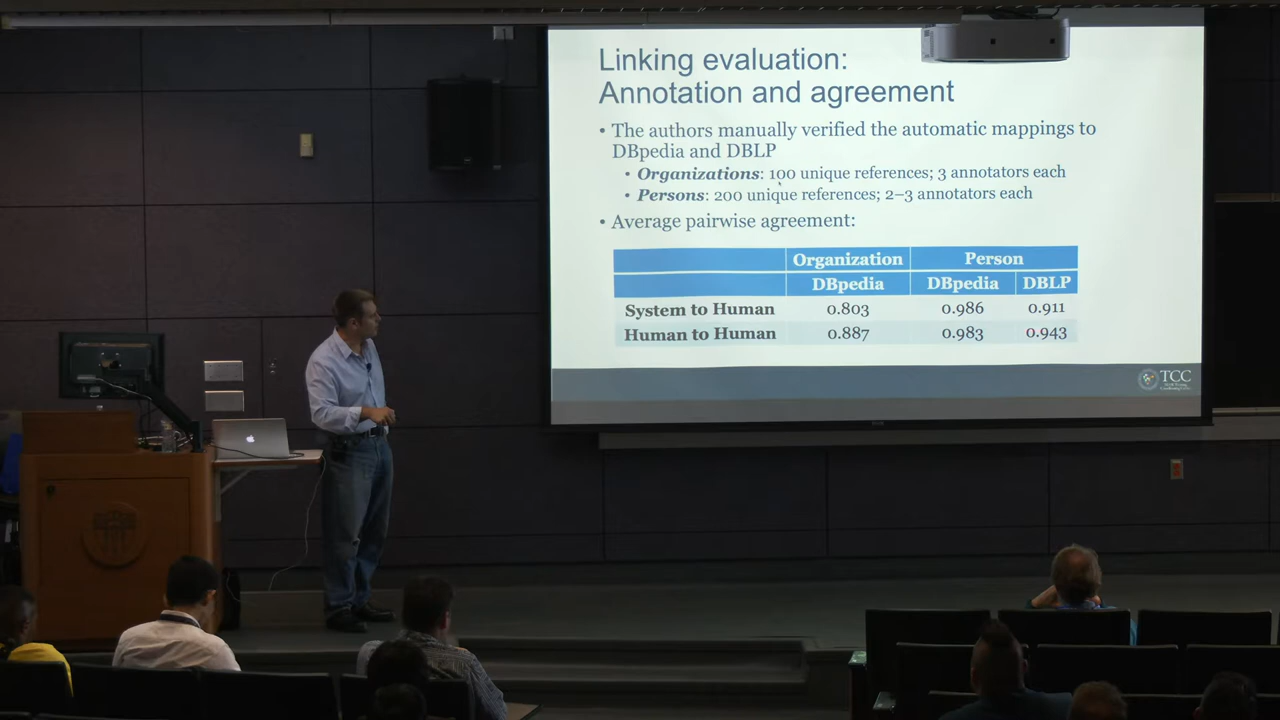 Linking evaluation:
Annotation and agreement
• The authors manually verified the automatic mappings to
DBpedia and DBLP
• Organizations: 100 unique references; 3 annotators each
• Persons: 200 unique references; 2–3 annotators each
• Average pairwise agreement:
Organization Person
DBpedia DBpedia DBLP
System to Human 0.803 0.986 0.911
Human to Human 0.887 0.983 0.943
TCC